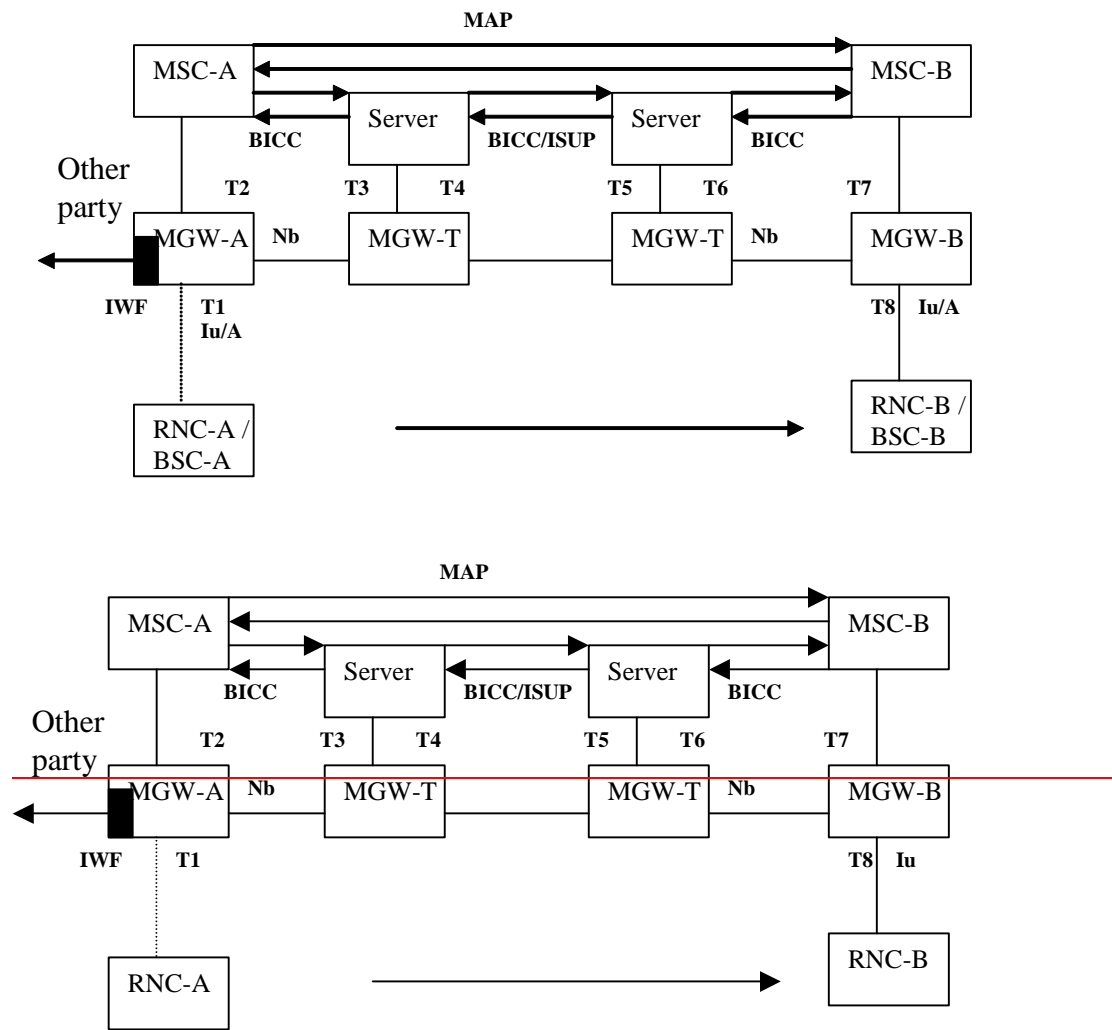 MAP
MSC-A
MSC-B
Server
Server
BICC
BICC/ISUP
BICC
Other
party
T2
T3
T4
T5
T6
T7
MGW-A
Nb
MGW-T
MGW-T
Nb
MGW-B
IWF
T1
Iu/A
T8
Iu/A
RNC-A /
BSC-A
RNC-B /
BSC-B
MAP
MSC-A
MSC-B
Server
Server
BICC
BICC/ISUP
BICC
Other
party
T2
T3
T4
T5
T6
T7
MGW-A
Nb
MGW-T
MGW-T
Nb
MGW-B
IWF
T1
T8
Iu
RNC-A
RNC-B